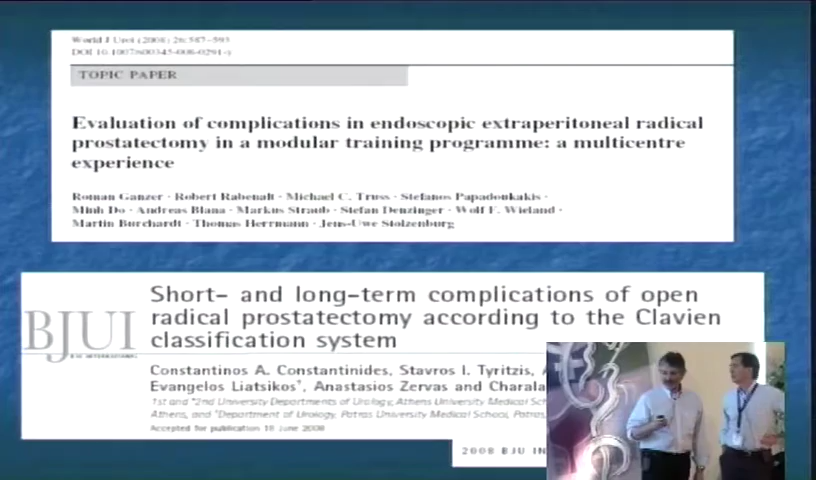 World J Urol (2008) 26:587–593
TOPIC PAPER
Evaluation of complications in endoscopic extraperitoneal radical
prostatectomy in a modular training programme: a multicentre
experience
Roman Ganzer · Robert Rabenalt · Michael C. Truss · Stefanos Papadoukakis ·
Minh Do · Andreas Blana · Markus Straub · Stefan Denzinger · Wolf F. Wieland ·
Martin Burchardt · Thomas Herrmann · Jens-Uwe Stolzenburg
BJUI
BJU INTERNATIONAL
Short- and long-term complications of open
radical prostatectomy according to the Clavien
classification system
Constantinos A. Constantinides, Stavros I. Tyritzis,
Evangelos Liatsikos*, Anastasios Zervas and Charala
1st and *2nd University Departments of Urology, Athens University Medical Sch
Athens, and *Department of Urology, Patras University Medical School, Patras,
Accepted for publication 10 June 2008
2008 BJU IN